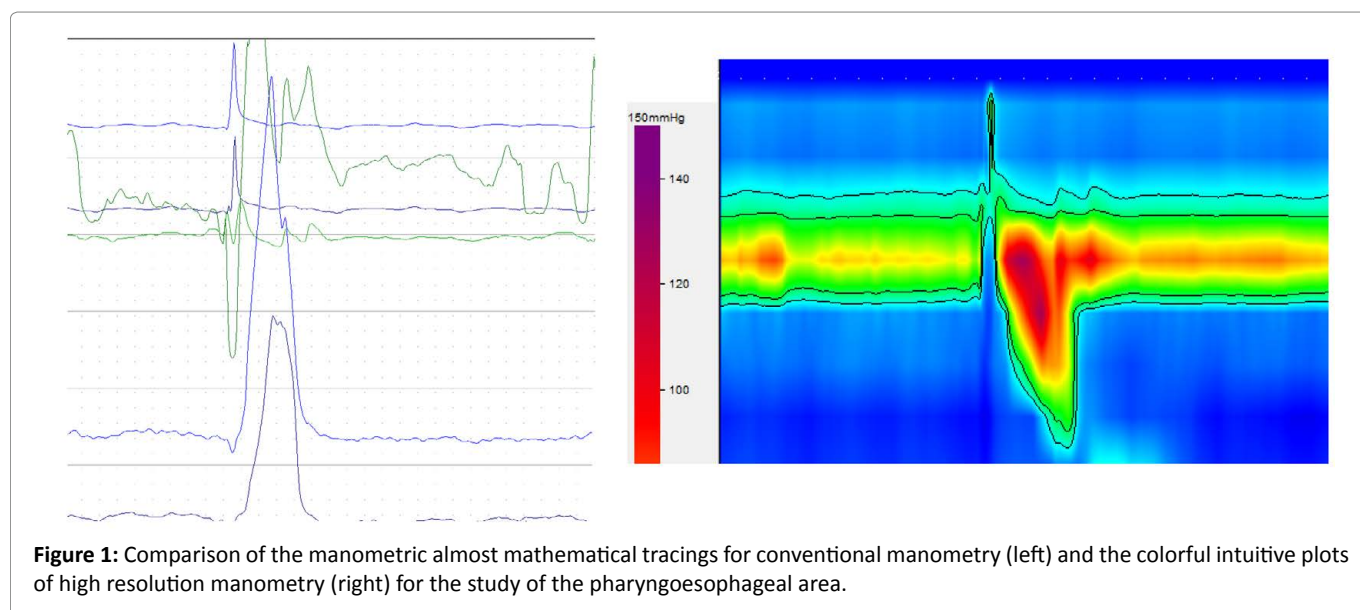 150mmHg
140
120
100
Figure 1: Comparison of the manometric almost mathematical tracings for conventional manometry (left) and the colorful intuitive plots
of high resolution manometry (right) for the study of the pharyngoesophageal area.